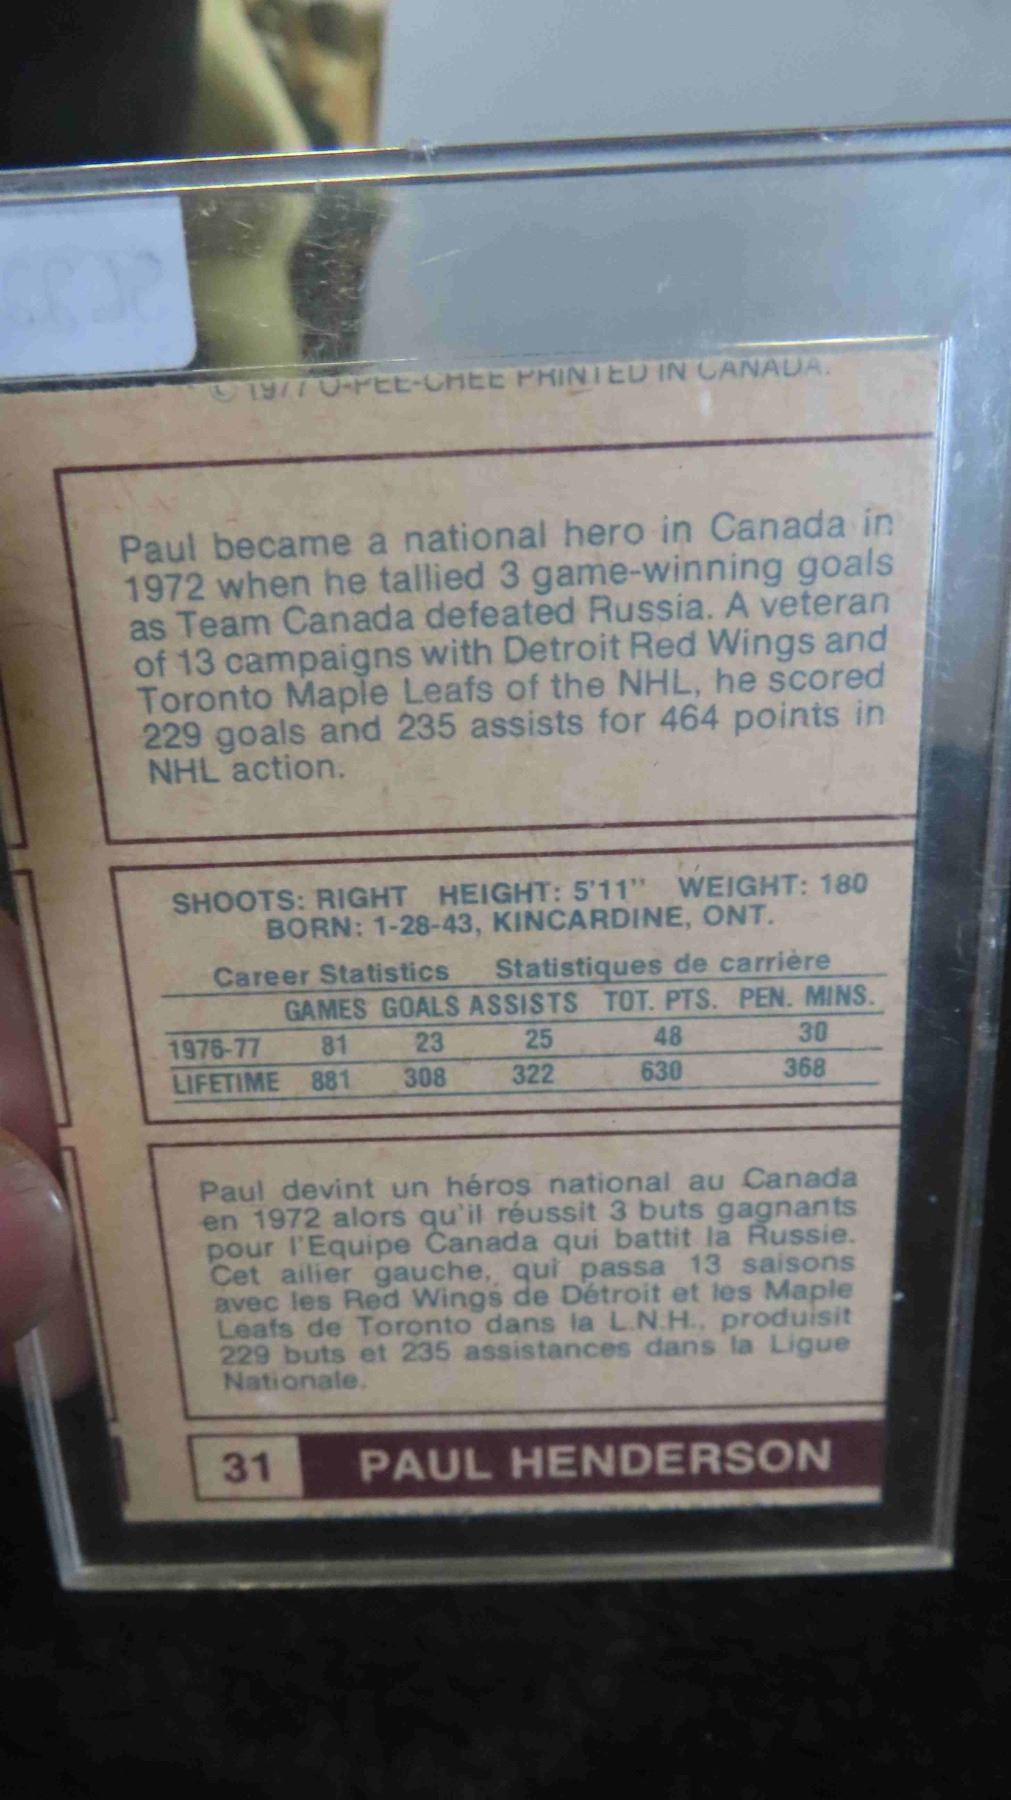 © 1977 O-PEE-CHEE PRINTED IN CANADA.
Paul became a national hero in Canada in
1972 when he tallied 3 game-winning goals
as Team Canada defeated Russia. A veteran
of 13 campaigns with Detroit Red Wings and
Toronto Maple Leafs of the NHL, he scored
229 goals and 235 assists for 464 points in
NHL action.
SHOOTS: RIGHT HEIGHT: 5'11" WEIGHT: 180
BORN: 1-28-43, KINCARDINE, ONT.
Career Statistics Statistiques de carrière
GAMES GOALS ASSISTS TOT. PTS. PEN. MINS.
1976-77 81 23 25 48 30
LIFETIME 881 308 322 630 368
Paul devint un héros national au Canada
en 1972 alors qu'il réussit 3 buts gagnants
pour l'Equipe Canada qui battit la Russie.
Cet ailier gauche, qui passa 13 saisons
avec les Red Wings de Détroit et les Maple
Leafs de Toronto dans la L.N.H., produisit
229 buts et 235 assistances dans la Ligue
Nationale.
31 PAUL HENDERSON